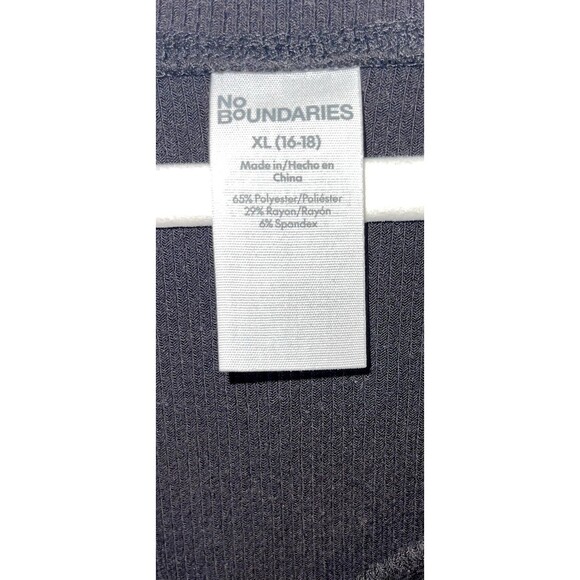 No
BOUNDARIES
XL (16-18)
Made in/Hecho en
China
65% Polyester/Poliéster
29% Rayon/Rayón
6% Spandex